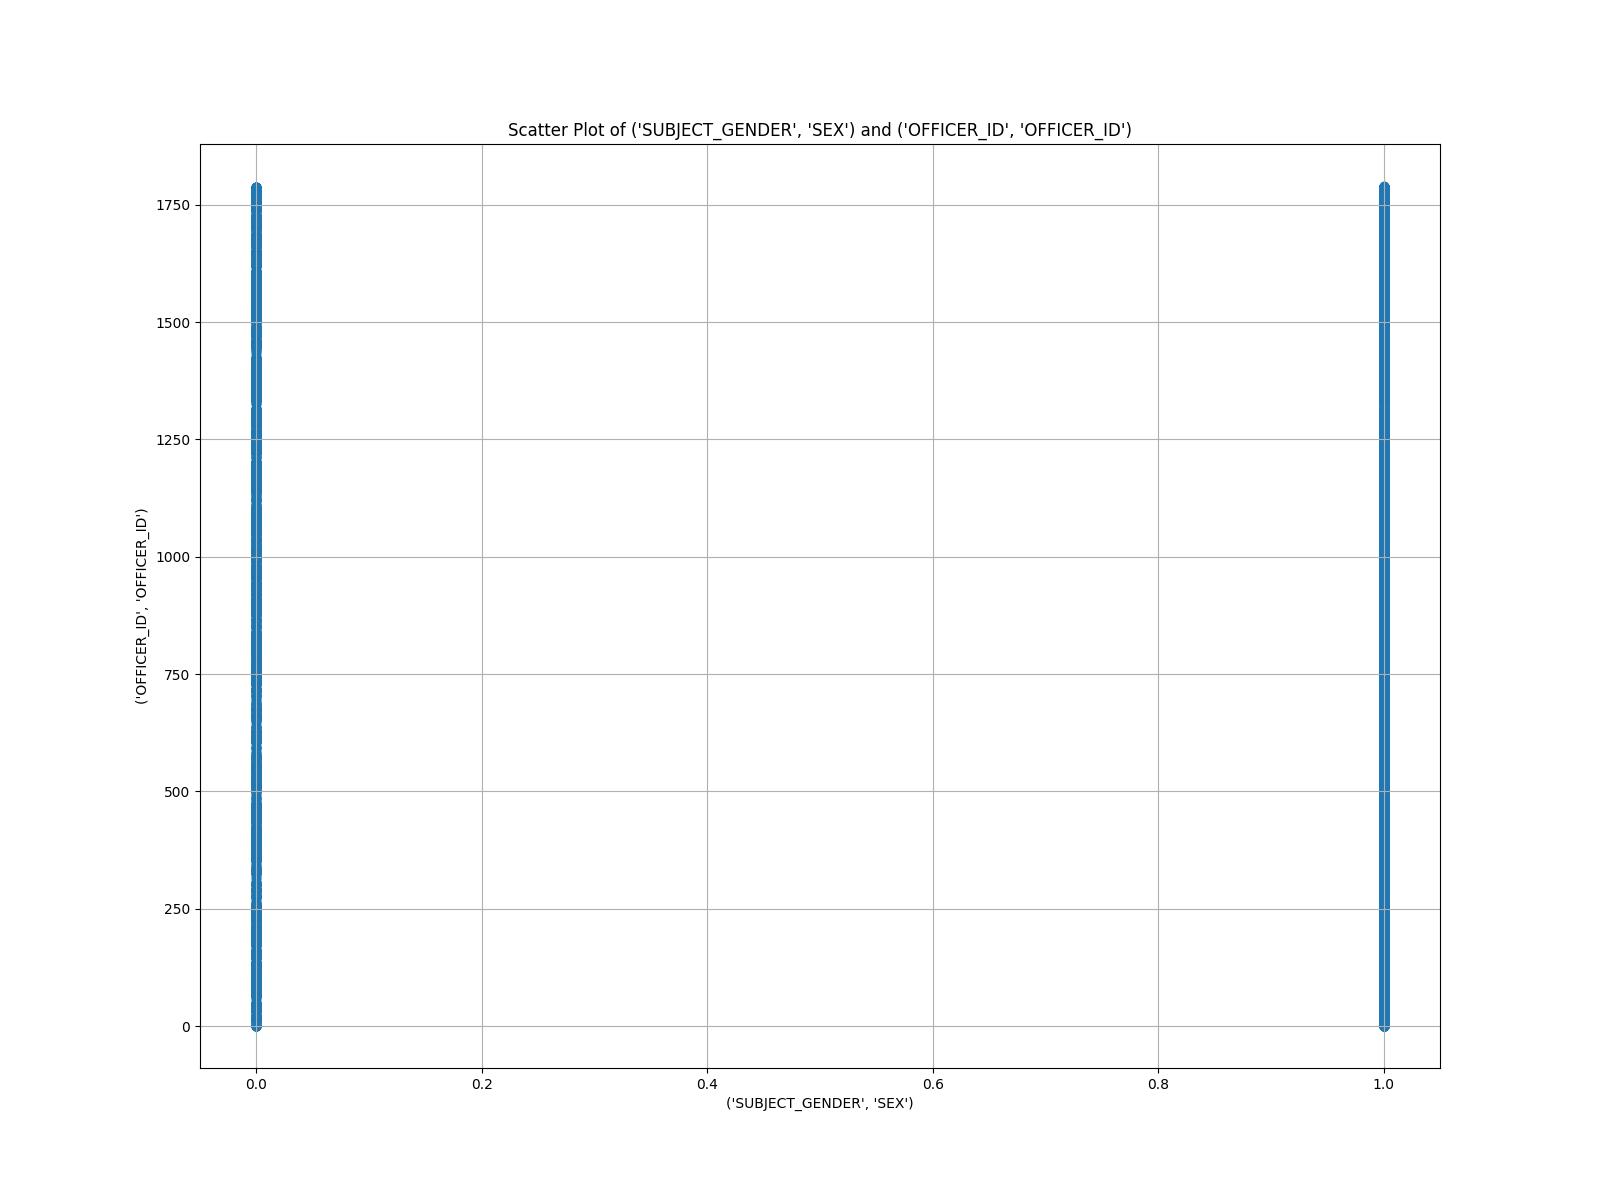 Scatter Plot of ('SUBJECT_GENDER', 'SEX') and ('OFFICER_ID', 'OFFICER_ID')
('OFFICER_ID', 'OFFICER_ID')
1750
1500
1250
1000
750
500
250
0
0.0 0.2 0.4 0.6 0.8 1.0
('SUBJECT_GENDER', 'SEX')